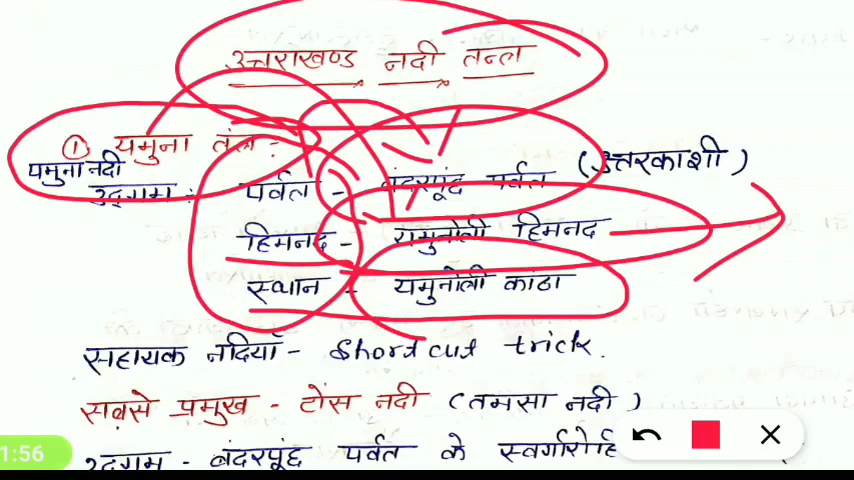 उत्तराखण्ड नदी तन्त्र
① यमुना तंत्र :
यमुना नदी
उद्गम : पर्वत - बंदरपूंछ पर्वत (उत्तरकाशी)
हिमनद - यमुनोत्री हिमनद
स्थान - यमुनोत्री कांठा
सहायक नदियाँ - Short cut trick.
सबसे प्रमुख - टोंस नदी (तमसा नदी)
उद्गम - बंदरपूंछ पर्वत के स्वर्गारोहि
1:56